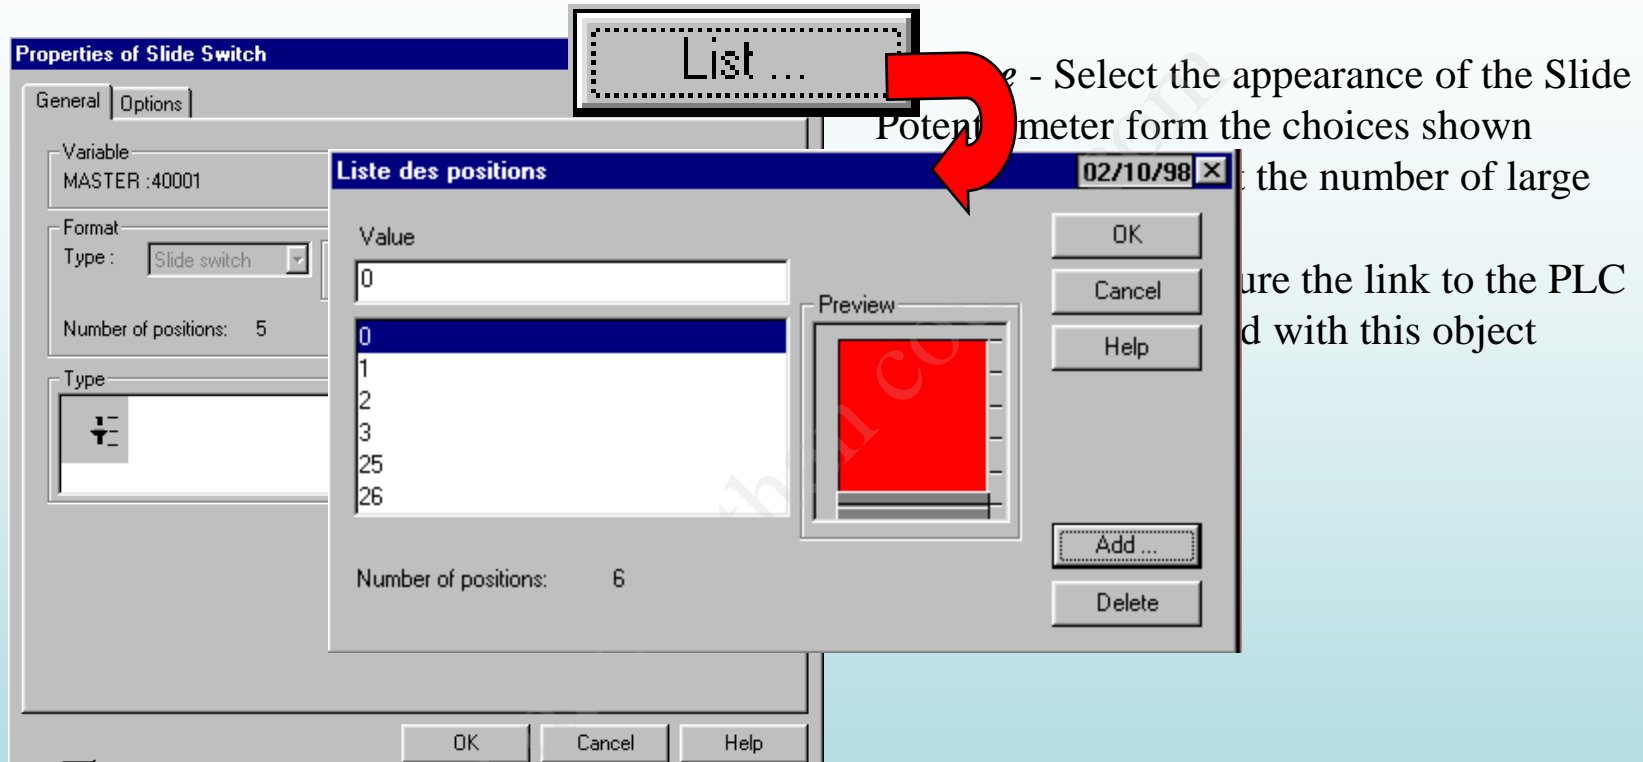 List ...
Properties of Slide Switch
General Options
Variable
MASTER :40001
Format
Type : Slide switch
Number of positions: 5
Type
OK Cancel Help
Liste des positions 02/10/98
Value
0
0
1
2
3
25
26
Number of positions: 6
Preview
OK
Cancel
Help
Add ...
Delete
- Select the appearance of the Slide
meter form the choices shown
the number of large
the link to the PLC
with this object